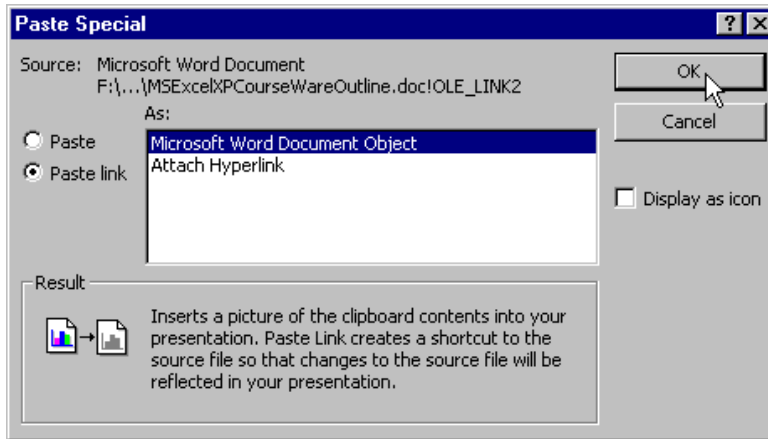 Paste Special
Source: Microsoft Word Document
F:\...\MSExcelXPCourseWareOutline.doc!OLE_LINK2
As:
Paste
Paste link
Microsoft Word Document Object
Attach Hyperlink
OK
Cancel
Display as icon
Result
Inserts a picture of the clipboard contents into your
presentation. Paste Link creates a shortcut to the
source file so that changes to the source file will be
reflected in your presentation.